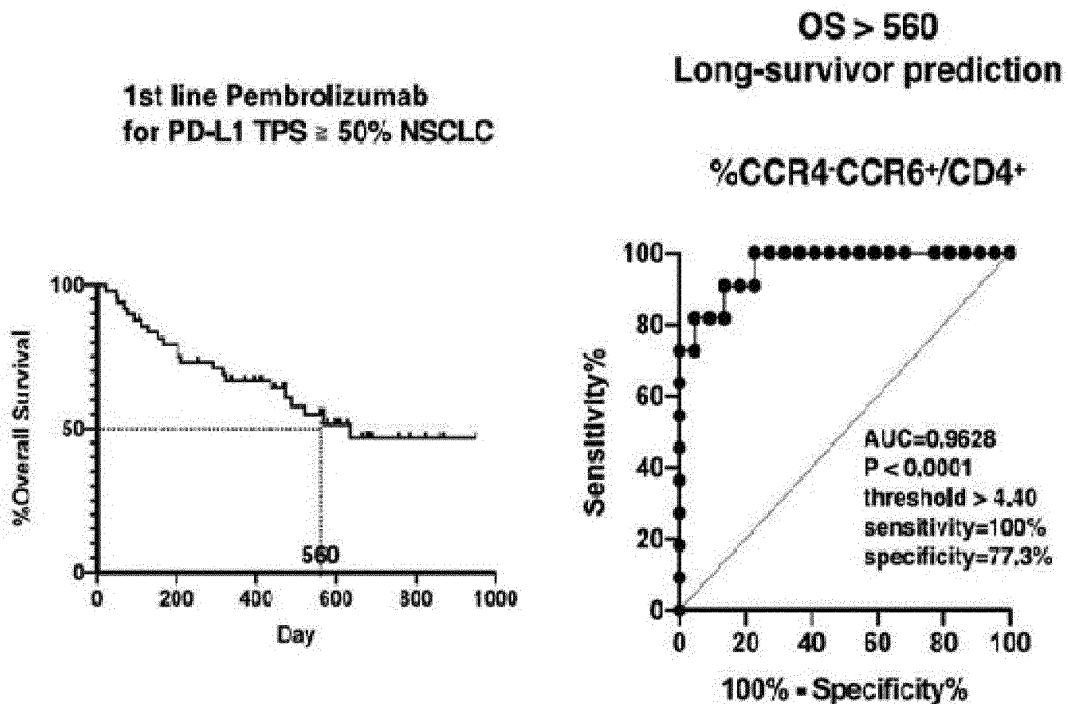 1st line Pembrolizumab
for PD-L1 TPS ≧ 50% NSCLC
%Overall Survival
100
50
0
560
0 200 400 600 800 1000
Day
OS > 560
Long-survivor prediction
%CCR4-CCR6+/CD4+
Sensitivity%
100
80
60
40
20
0
AUC=0.9628
P < 0.0001
threshold > 4.40
sensitivity=100%
specificity=77.3%
0 20 40 60 80 100
100% - Specificity%